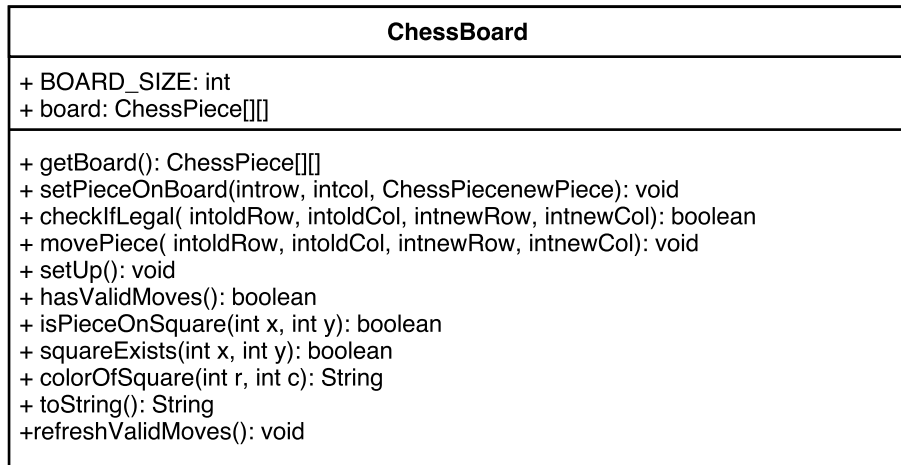 ChessBoard
+ BOARD_SIZE: int
+ board: ChessPiece[][]
+ getBoard(): ChessPiece[][]
+ setPieceOnBoard(introw, intcol, ChessPiecenewPiece): void
+ checkIfLegal( intoldRow, intoldCol, intnewRow, intnewCol): boolean
+ movePiece( intoldRow, intoldCol, intnewRow, intnewCol): void
+ setUp(): void
+ hasValidMoves(): boolean
+ isPieceOnSquare(int x, int y): boolean
+ squareExists(int x, int y): boolean
+ colorOfSquare(int r, int c): String
+ toString(): String
+refreshValidMoves(): void